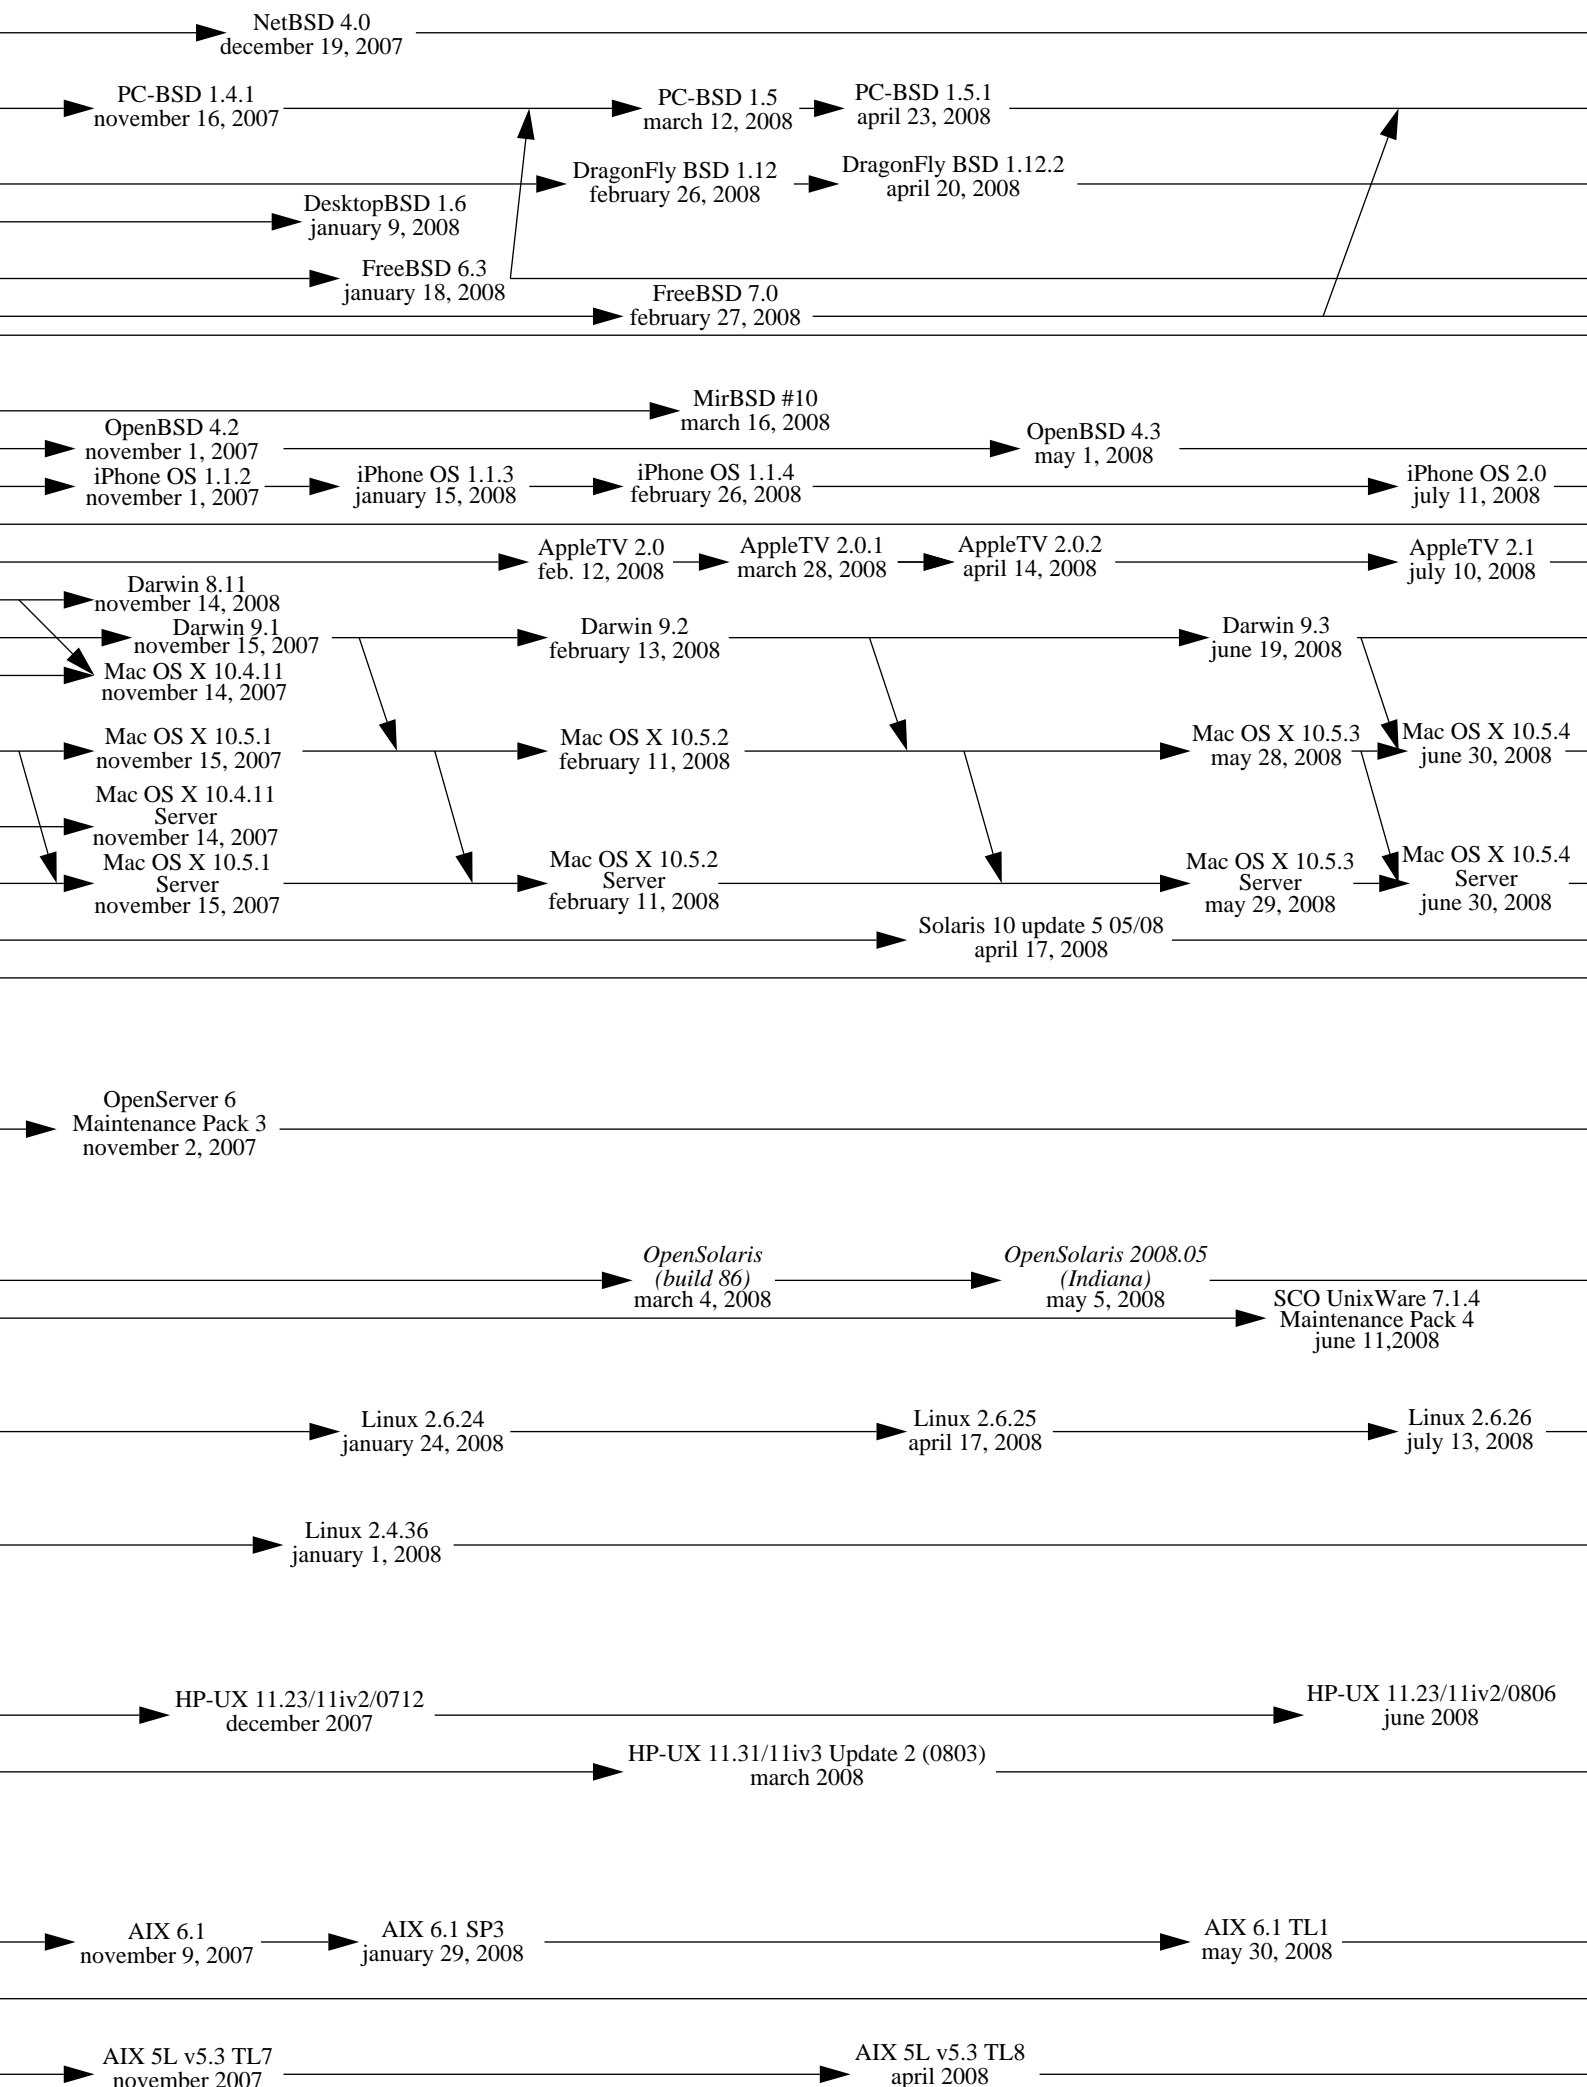 NetBSD 4.0
december 19, 2007
PC-BSD 1.4.1
november 16, 2007
PC-BSD 1.5
march 12, 2008
PC-BSD 1.5.1
april 23, 2008
DragonFly BSD 1.12
february 26, 2008
DragonFly BSD 1.12.2
april 20, 2008
DesktopBSD 1.6
january 9, 2008
FreeBSD 6.3
january 18, 2008
FreeBSD 7.0
february 27, 2008
MirBSD #10
march 16, 2008
OpenBSD 4.2
november 1, 2007
OpenBSD 4.3
may 1, 2008
iPhone OS 1.1.2
november 1, 2007
iPhone OS 1.1.3
january 15, 2008
iPhone OS 1.1.4
february 26, 2008
iPhone OS 2.0
july 11, 2008
AppleTV 2.0
feb. 12, 2008
AppleTV 2.0.1
march 28, 2008
AppleTV 2.0.2
april 14, 2008
AppleTV 2.1
july 10, 2008
Darwin 8.11
november 14, 2008
Darwin 9.1
november 15, 2007
Darwin 9.2
february 13, 2008
Darwin 9.3
june 19, 2008
Mac OS X 10.4.11
november 14, 2007
Mac OS X 10.5.1
november 15, 2007
Mac OS X 10.5.2
february 11, 2008
Mac OS X 10.5.3
may 28, 2008
Mac OS X 10.5.4
june 30, 2008
Mac OS X 10.4.11
Server
november 14, 2007
Mac OS X 10.5.1
Server
november 15, 2007
Mac OS X 10.5.2
Server
february 11, 2008
Mac OS X 10.5.3
Server
may 29, 2008
Mac OS X 10.5.4
Server
june 30, 2008
Solaris 10 update 5 05/08
april 17, 2008
OpenServer 6
Maintenance Pack 3
november 2, 2007
OpenSolaris
(build 86)
march 4, 2008
OpenSolaris 2008.05
(Indiana)
may 5, 2008
SCO UnixWare 7.1.4
Maintenance Pack 4
june 11,2008
Linux 2.6.24
january 24, 2008
Linux 2.6.25
april 17, 2008
Linux 2.6.26
july 13, 2008
Linux 2.4.36
january 1, 2008
HP-UX 11.23/11iv2/0712
december 2007
HP-UX 11.23/11iv2/0806
june 2008
HP-UX 11.31/11iv3 Update 2 (0803)
march 2008
AIX 6.1
november 9, 2007
AIX 6.1 SP3
january 29, 2008
AIX 6.1 TL1
may 30, 2008
AIX 5L v5.3 TL7
november 2007
AIX 5L v5.3 TL8
april 2008